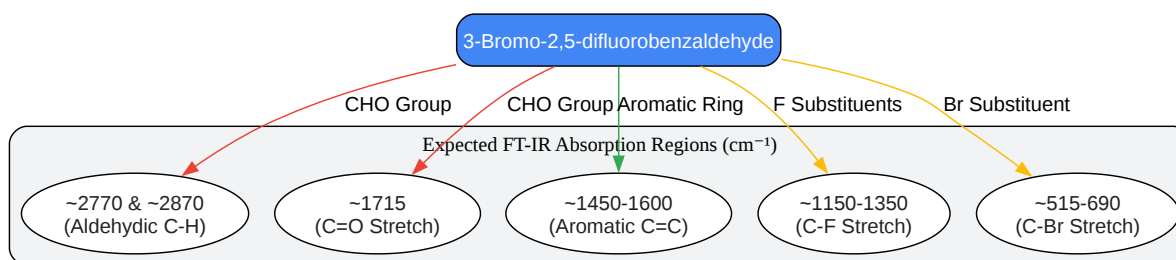 3-Bromo-2,5-difluorobenzaldehyde
CHO Group
CHO Group
Aromatic Ring
F Substituents
Br Substituent
Expected FT-IR Absorption Regions (cm⁻¹)
~2770 & ~2870
(Aldehydic C-H)
~1715
(C=O Stretch)
~1450-1600
(Aromatic C=C)
~1150-1350
(C-F Stretch)
~515-690
(C-Br Stretch)